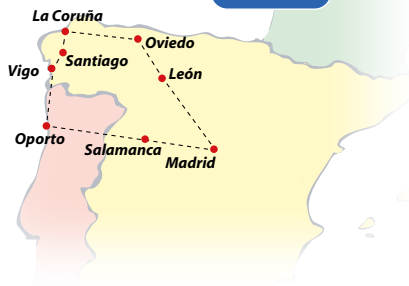 La Coruña
Oviedo
Santiago
León
Vigo
Oporto
Salamanca
Madrid